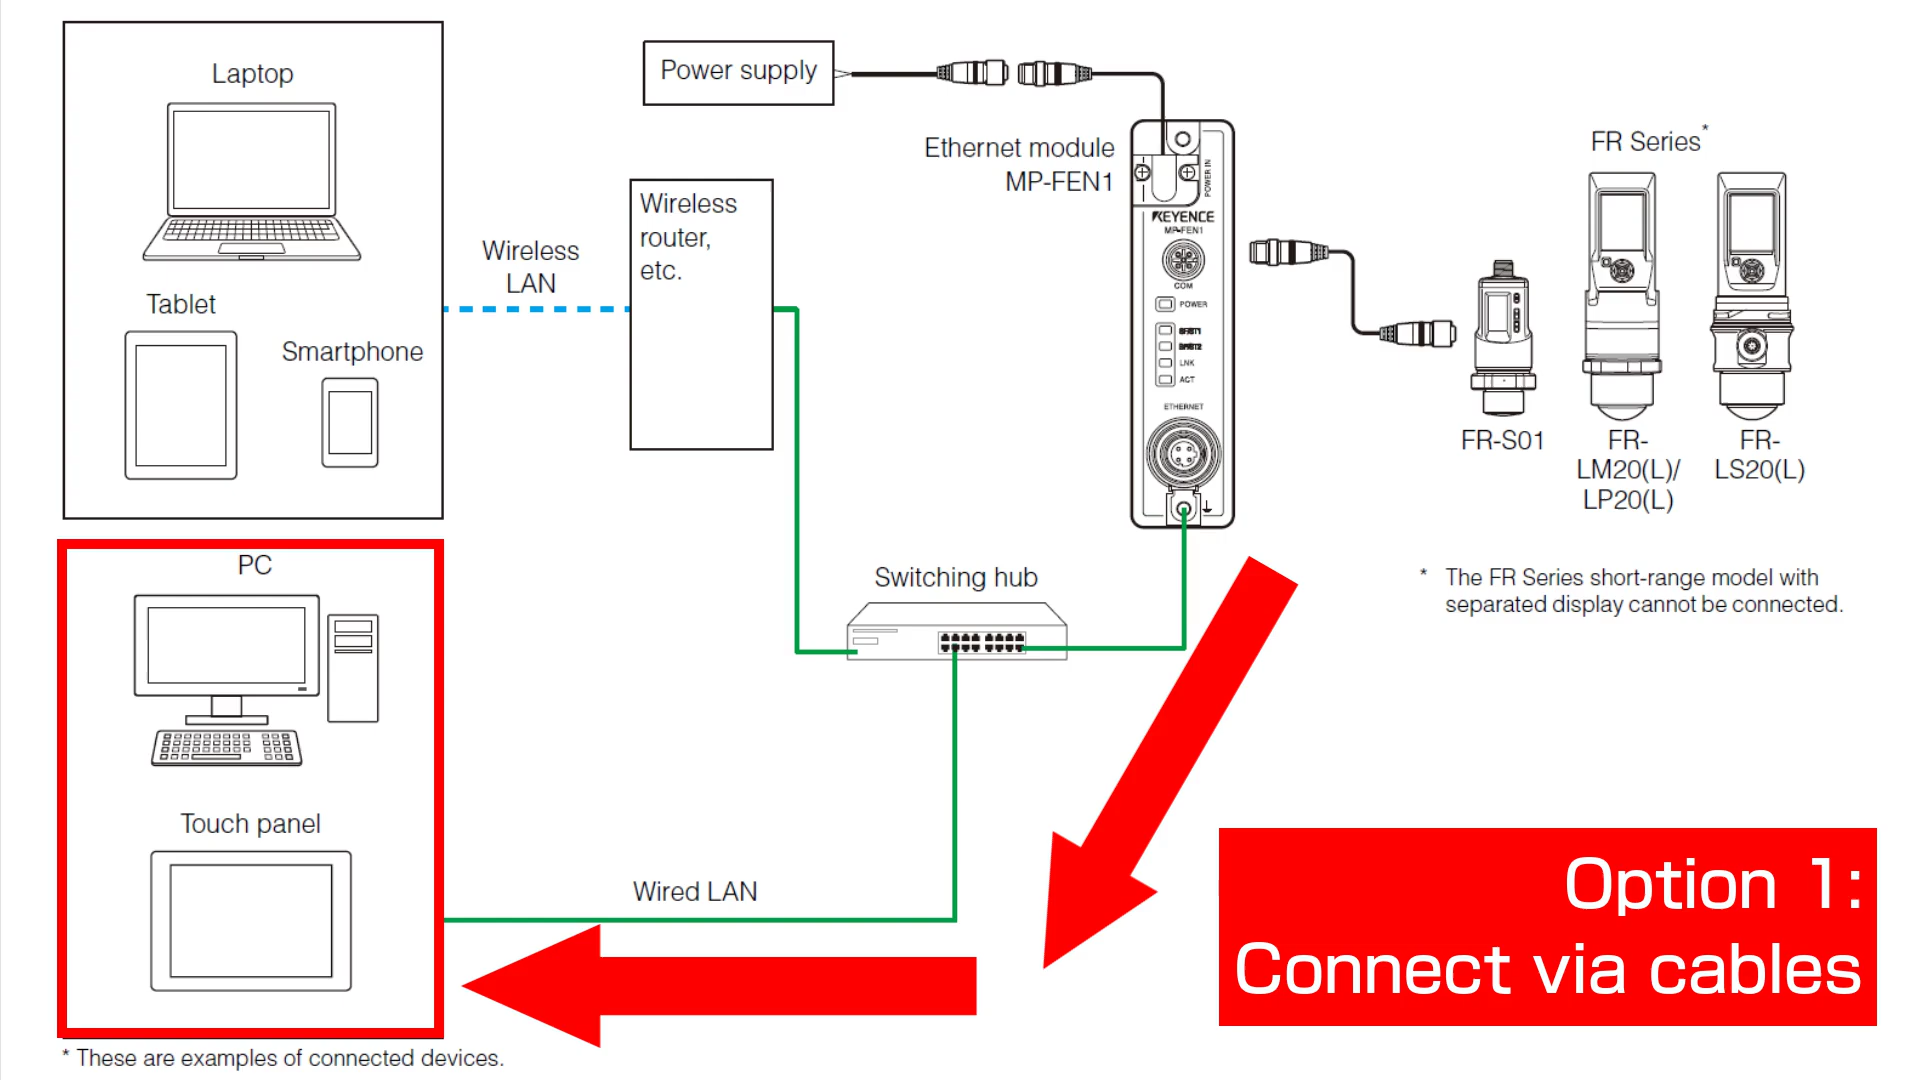 Laptop
Tablet
Smartphone
Wireless
LAN
Wireless
router,
etc.
Power supply
Ethernet module
MP-FEN1
POWER IN
KEYENCE
MP-FEN1
COM
POWER
LNK
ACT
ETHERNET
FR Series*
FR-S01
FR-
LM20(L)/
LP20(L)
FR-
LS20(L)
* The FR Series short-range model with
separated display cannot be connected.
Switching hub
PC
Touch panel
Wired LAN
Option 1:
Connect via cables
* These are examples of connected devices.